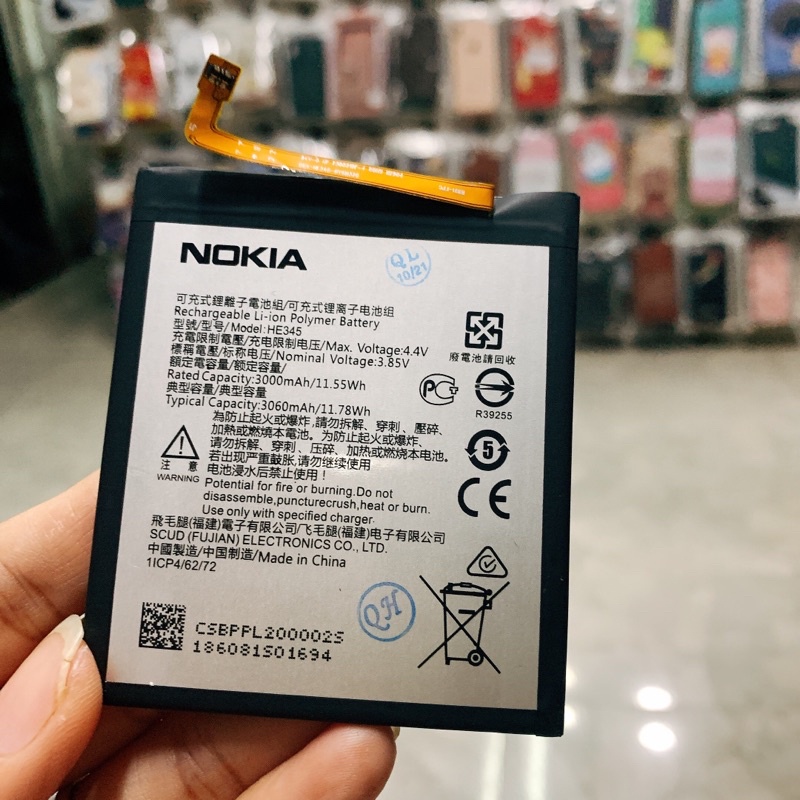 NOKIA
QL
10/21
可充式鋰離子電池組/可充式锂离子电池组
Rechargeable Li-ion Polymer Battery
型號/型号/Model:HE345
充電限制電壓/充电限制电压/Max. Voltage:4.4V
標稱電壓/标称电压/Nominal Voltage:3.85V
額定電容量/额定容量/
Rated Capacity:3000mAh/11.55Wh
典型電容量/典型容量
Typical Capacity:3060mAh/11.78Wh
廢電池請回收
PC
R39255
5
注 意
WARNING
為防止起火或爆炸,請勿拆解、穿刺、壓碎、
加熱或燃燒本電池。为防止起火或爆炸,
请勿拆解、穿刺、压碎、加热或燃烧本电池。
若出现严重鼓胀,请勿继续使用
电池浸水后禁止使用！
Potential for fire or burning.Do not
disassemble,puncturecrush,heat or burn.
Use only with specified charger.
CE
飛毛腿(福建)電子有限公司/飞毛腿(福建)电子有限公司
SCUD (FUJIAN) ELECTRONICS CO., LTD.
中國製造/中国制造/Made in China
1ICP4/62/72
QH
CSBPPL200002S
186081S01694